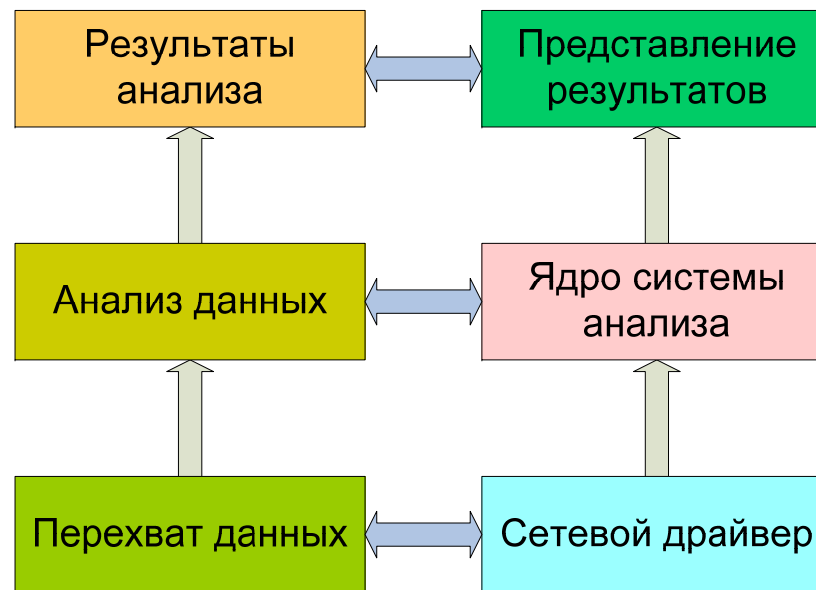 Результаты
анализа
Представление
результатов
Анализ данных
Ядро системы
анализа
Перехват данных
Сетевой драйвер